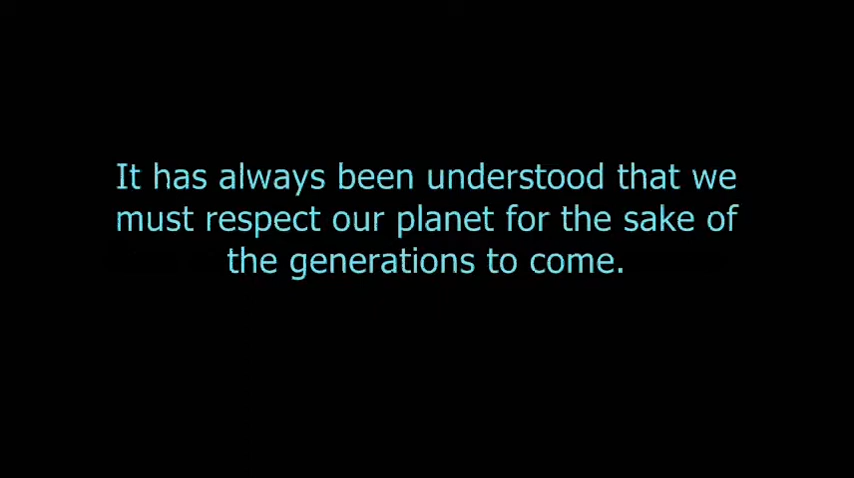 It has always been understood that we
must respect our planet for the sake of
the generations to come.